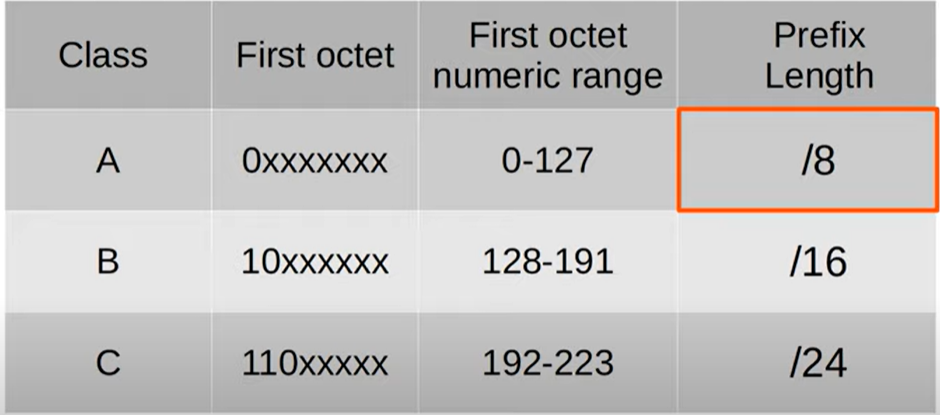 Class First octet First octet numeric range Prefix Length
A 0xxxxxxx 0-127 /8
B 10xxxxxx 128-191 /16
C 110xxxxx 192-223 /24